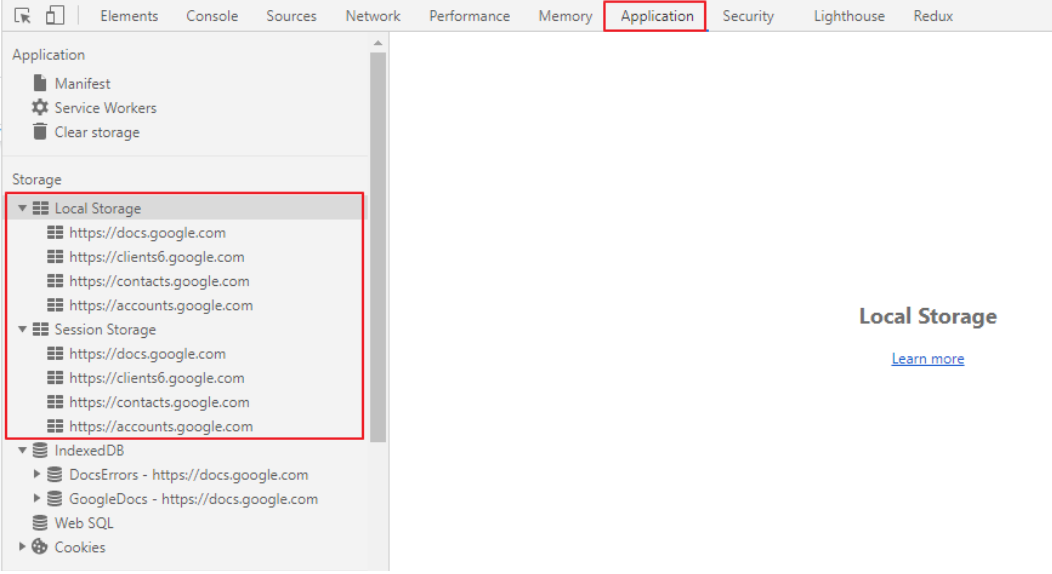 Elements Console Sources Network Performance Memory Application Security Lighthouse Redux
Application
Manifest
Service Workers
Clear storage
Storage
Local Storage
https://docs.google.com
https://clients6.google.com
https://contacts.google.com
https://accounts.google.com
Session Storage
https://docs.google.com
https://clients6.google.com
https://contacts.google.com
https://accounts.google.com
IndexedDB
DocsErrors - https://docs.google.com
GoogleDocs - https://docs.google.com
Web SQL
Cookies
Local Storage
Learn more